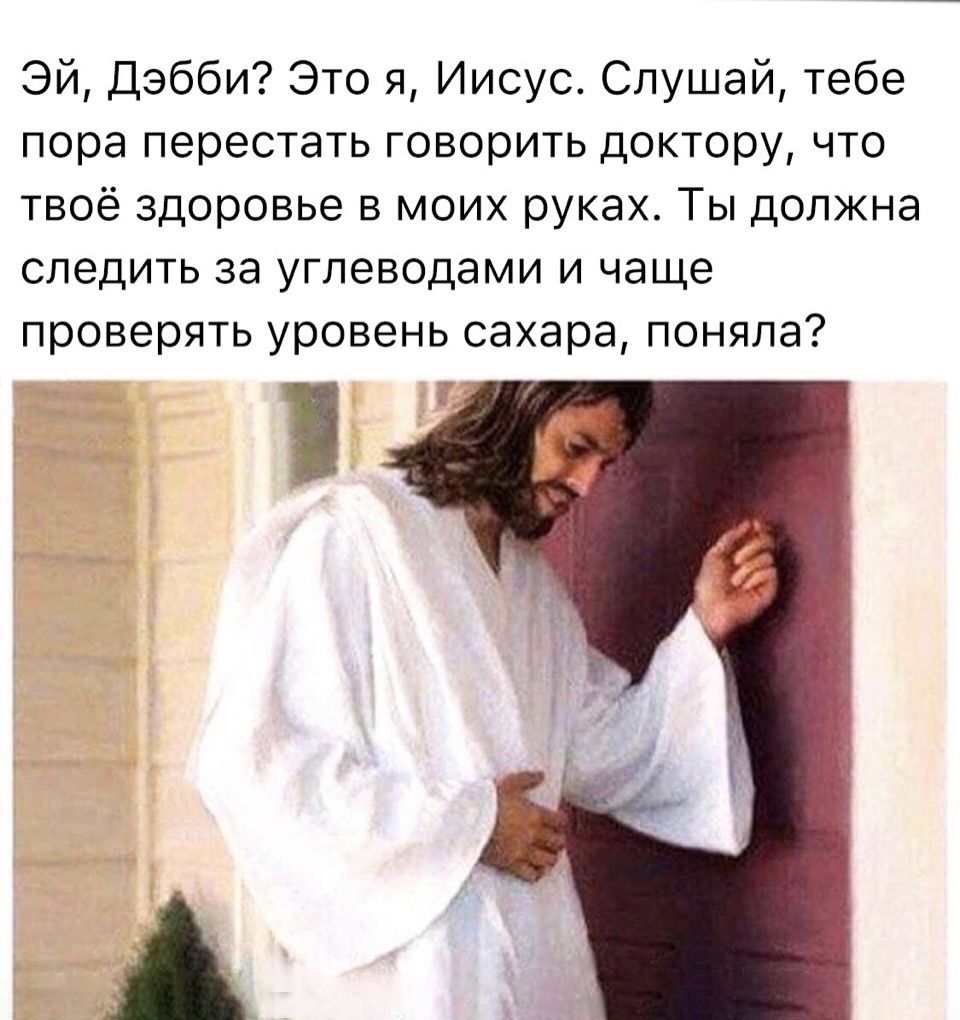 Эй, Дэбби? Это я, Иисус. Слушай, тебе
пора перестать говорить доктору, что
твоё здоровье в моих руках. Ты должна
следить за углеводами и чаще
проверять уровень сахара, поняла?